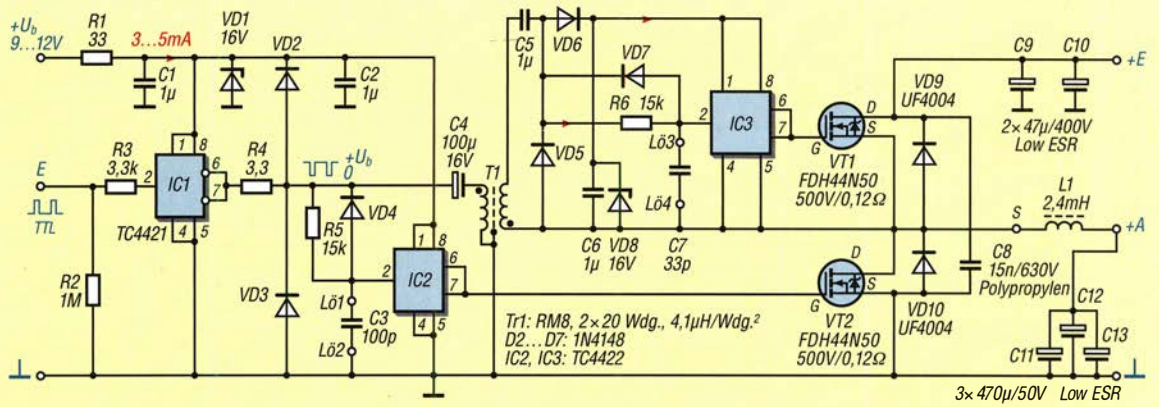 +Ub
9...12V
R1
33
3...5mA
VD1
16V
VD2
C1
1µ
C2
1µ
E
TTL
R3
3,3k
2
1
8
6
7
4
5
IC1
TC4421
R4
3,3
R2
1M
VD3
+Ub
0
R5
15k
VD4
Lö1
C3
100p
Lö2
2
1
8
6
7
4
5
IC2
C4
100µ
16V
T1
C5
1µ
VD6
VD7
R6 15k
VD5
Lö3
Lö4
C6
1µ
VD8
16V
C7
33p
2
1
8
6
7
4
5
IC3
G
D
S
VT1
FDH44N50
500V/0,12Ω
G
D
S
VT2
FDH44N50
500V/0,12Ω
VD9
UF4004
VD10
UF4004
C8
15n/630V
Polypropylen
C9
C10
+E
2×47µ/400V
Low ESR
S
L1
2,4mH
+A
C12
C11
C13
3×470µ/50V Low ESR
Tr1: RM8, 2×20 Wdg., 4,1µH/Wdg.²
D2...D7: 1N4148
IC2, IC3: TC4422